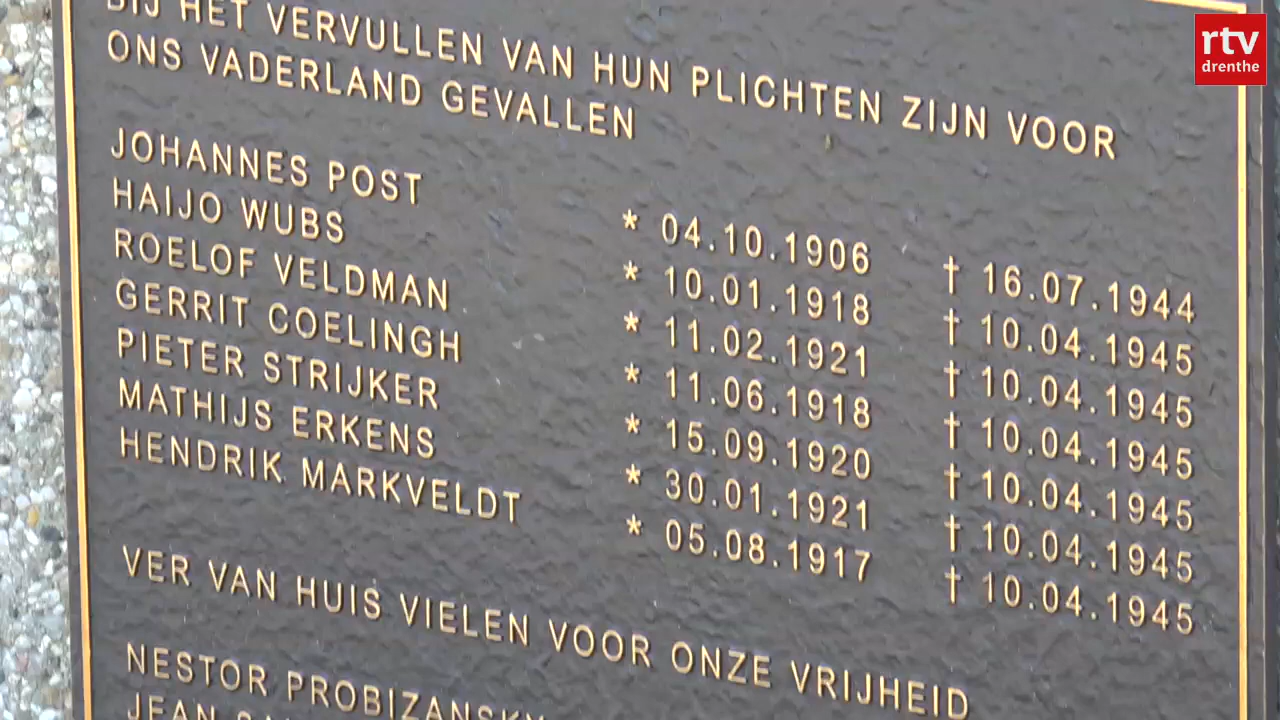 rtv
drenthe
BIJ HET VERVULLEN VAN HUN PLICHTEN ZIJN VOOR
ONS VADERLAND GEVALLEN
JOHANNES POST * 04.10.1906 † 16.07.1944
HAIJO WUBS * 10.01.1918 † 10.04.1945
ROELOF VELDMAN * 11.02.1921 † 10.04.1945
GERRIT COELINGH * 11.06.1918 † 10.04.1945
PIETER STRIJKER * 15.09.1920 † 10.04.1945
MATHIJS ERKENS * 30.01.1921 † 10.04.1945
HENDRIK MARKVELDT * 05.08.1917 † 10.04.1945
VER VAN HUIS VIELEN VOOR ONZE VRIJHEID
NESTOR PROBIZANSKY
JEAN